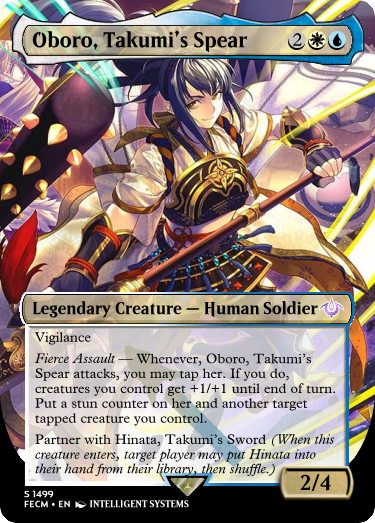 Oboro, Takumi's Spear 2
Legendary Creature — Human Soldier
Vigilance
Fierce Assault — Whenever, Oboro, Takumi's
Spear attacks, you may tap her. If you do,
creatures you control get +1/+1 until end of turn.
Put a stun counter on her and another target
tapped creature you control.
Partner with Hinata, Takumi's Sword (When this
creature enters, target player may put Hinata into
their hand from their library, then shuffle.)
2/4
S 1499
FECM • EN INTELLIGENT SYSTEMS